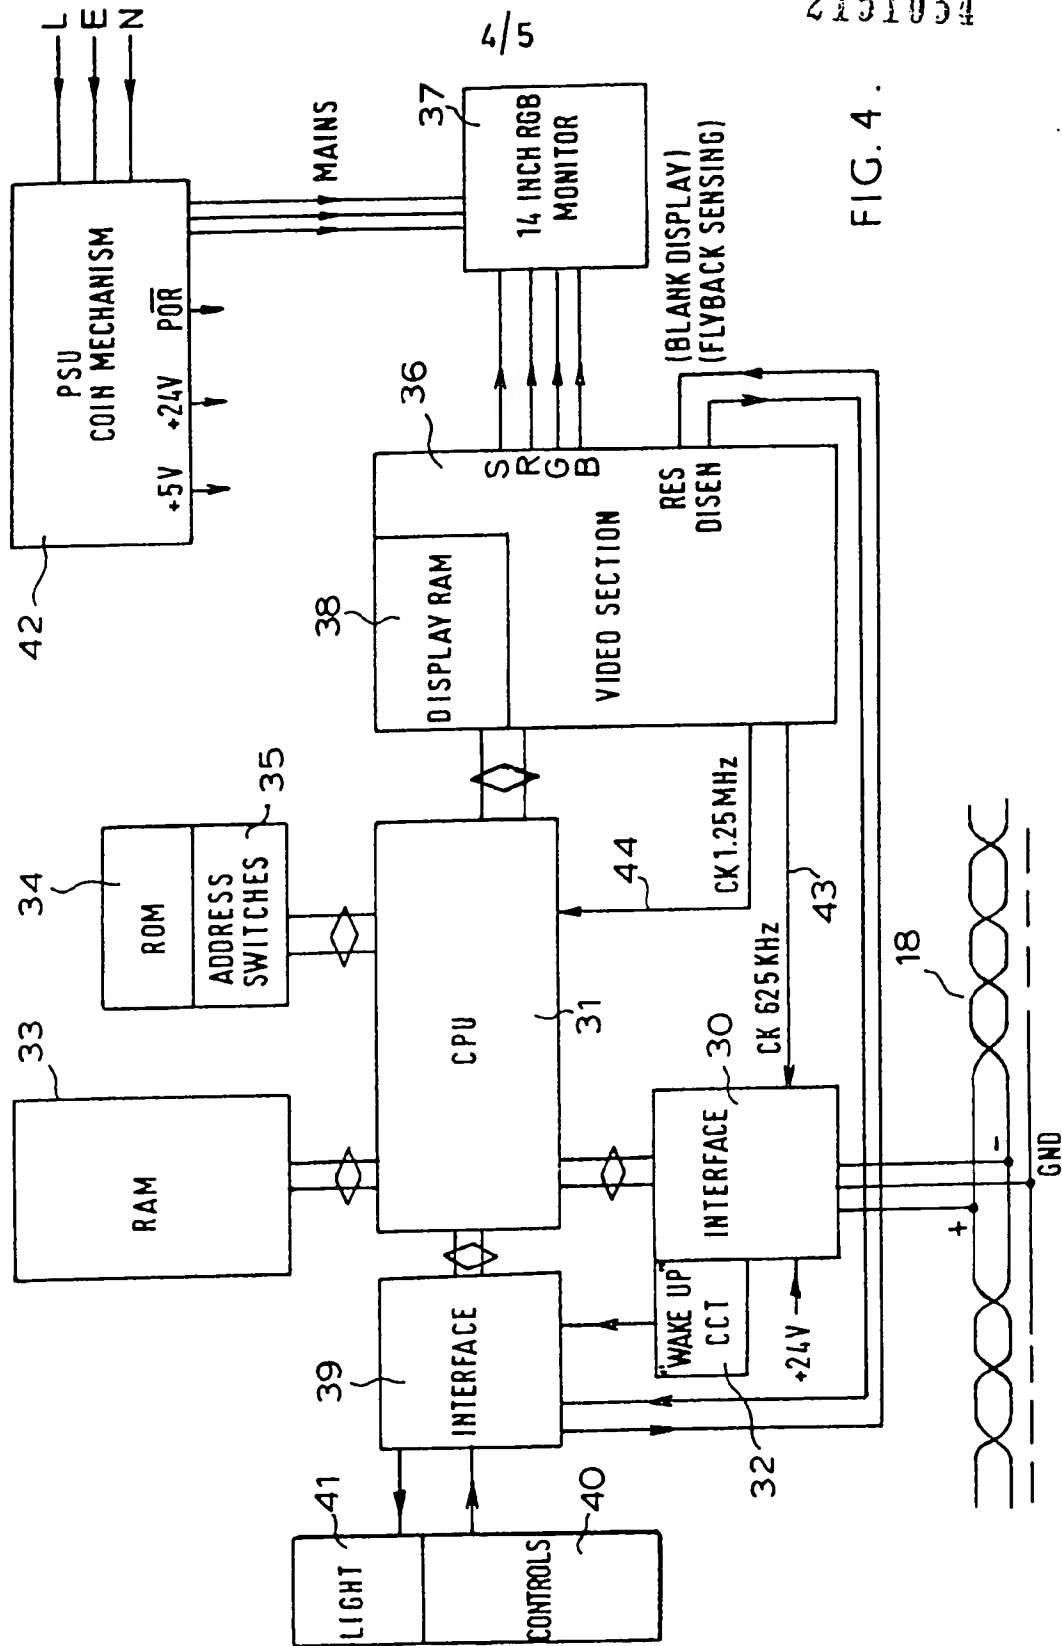 4/5
L
E
N
42
PSU
COIN MECHANISM
+5V
+24V
P̅O̅R̅
MAINS
37
14 INCH RGB
MONITOR
36
S
R
G
B
38
DISPLAY RAM
VIDEO SECTION
RES
DISEN
(BLANK DISPLAY)
(FLYBACK SENSING)
34
ROM
35
ADDRESS
SWITCHES
33
RAM
CPU
31
44
CK 1.25MHz
43
CK 625KHz
39
INTERFACE
30
INTERFACE
"WAKE UP"
CCT
32
+24V
41
LIGHT
40
CONTROLS
18
+
-
GND
FIG. 4.